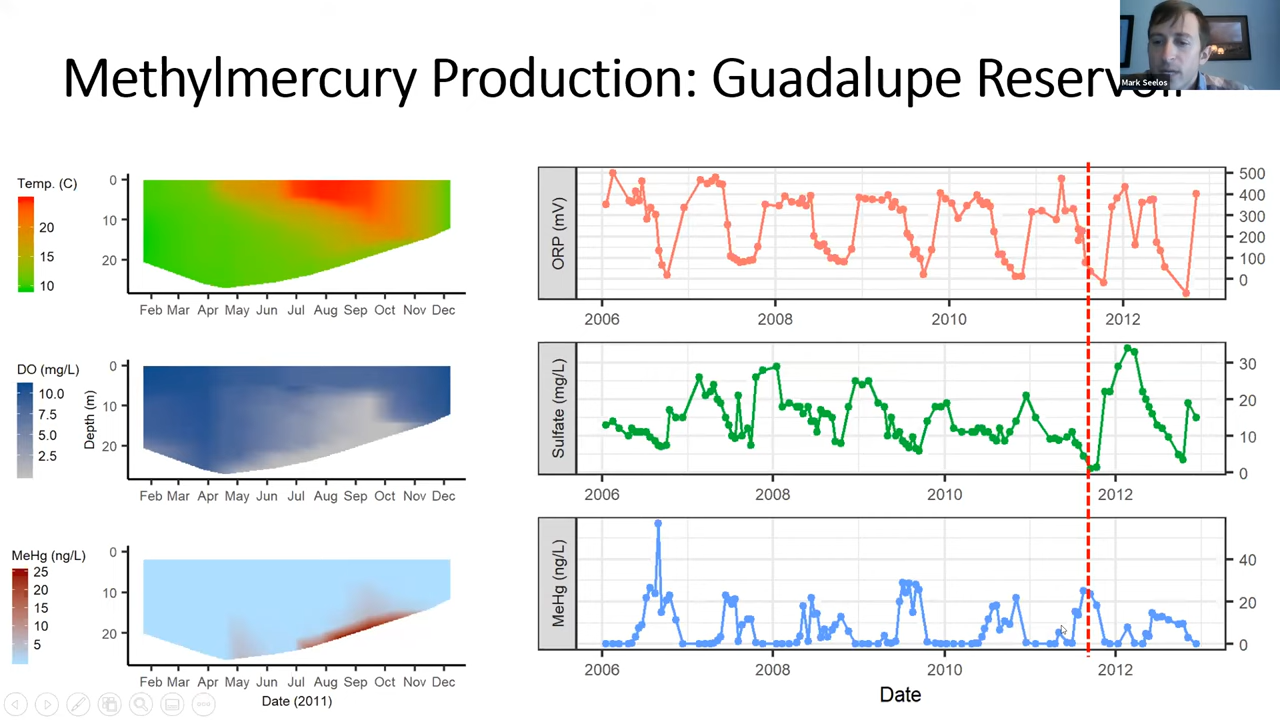 Methylmercury Production: Guadalupe Reservoir
Mark Seelos
Temp. (C)
20
15
10
0
10
20
Feb Mar Apr May Jun Jul Aug Sep Oct Nov Dec
DO (mg/L)
10.0
7.5
5.0
2.5
Depth (m)
0
10
20
Feb Mar Apr May Jun Jul Aug Sep Oct Nov Dec
MeHg (ng/L)
25
20
15
10
5
0
10
20
Feb Mar Apr May Jun Jul Aug Sep Oct Nov Dec
Date (2011)
ORP (mV)
500
400
300
200
100
0
2006 2008 2010 2012
Sulfate (mg/L)
30
20
10
0
2006 2008 2010 2012
MeHg (ng/L)
40
20
0
2006 2008 2010 2012
Date